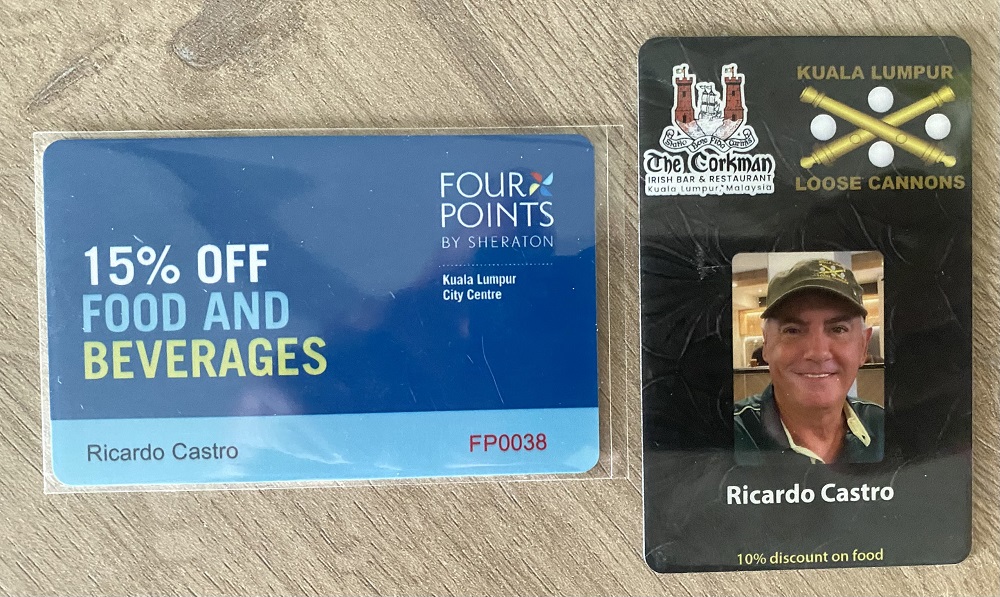 FOUR POINTS
BY SHERATON
Kuala Lumpur
City Centre
15% OFF
FOOD AND
BEVERAGES
Ricardo Castro
FP0038
The Corkman
IRISH BAR & RESTAURANT
Kuala Lumpur, Malaysia
KUALA LUMPUR
LOOSE CANNONS
Ricardo Castro
10% discount on food